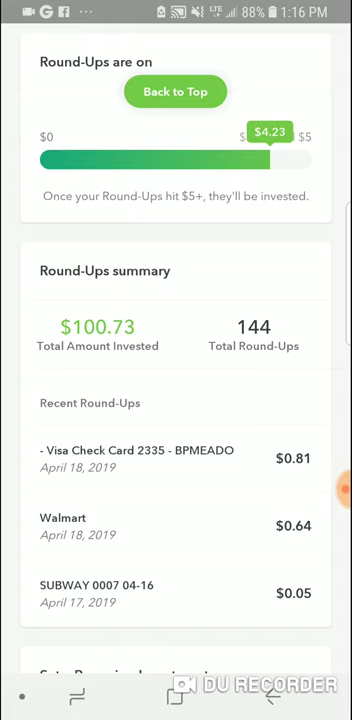 LTE 88% 1:16 PM
Round-Ups are on
Back to Top
$0 $ $4.23 $5
Once your Round-Ups hit $5+, they'll be invested.
Round-Ups summary
$100.73 144
Total Amount Invested Total Round-Ups
Recent Round-Ups
- Visa Check Card 2335 - BPMEADO $0.81
April 18, 2019
Walmart $0.64
April 18, 2019
SUBWAY 0007 04-16 $0.05
April 17, 2019
DU RECORDER